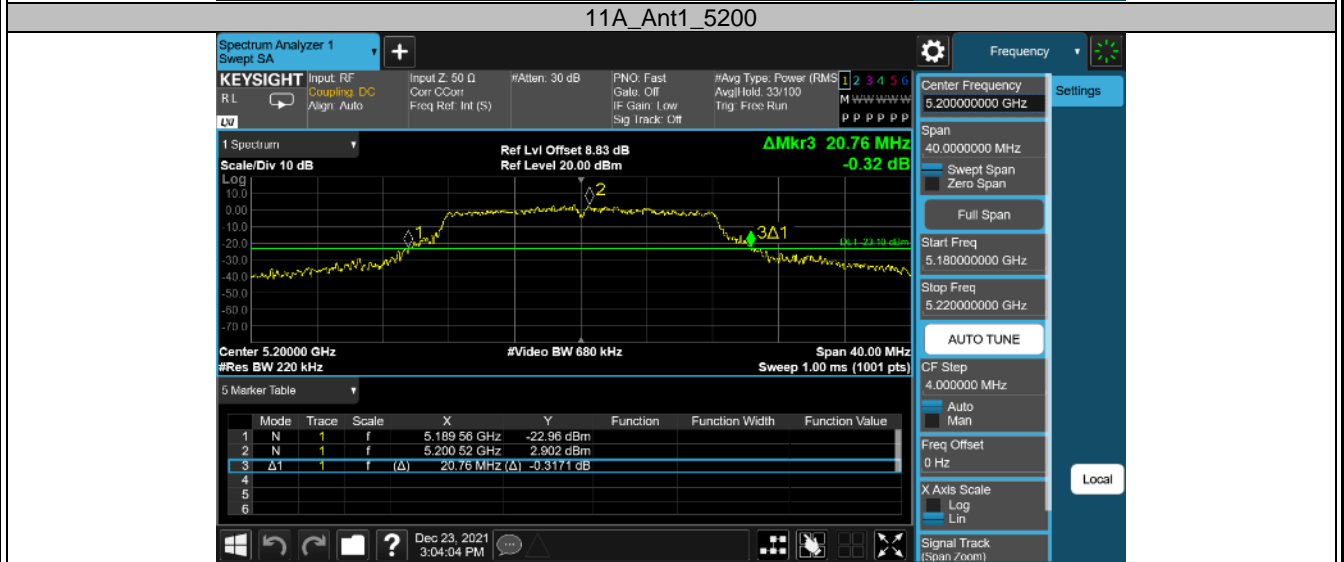 11A_Ant1_5200
Spectrum Analyzer 1
Swept SA
+
Frequency
KEYSIGHT Input: RF Input Z: 50 Ω #Atten: 30 dB PNO: Fast #Avg Type: Power (RMS 1 2 3 4 5 6
R L Coupling: DC Corr CCorr Gate: Off Avg|Hold: 33/100 M W W W W W
Align: Auto Freq Ref: Int (S) IF Gain: Low Trig: Free Run
LXI Sig Track: Off P P P P P P
Center Frequency
5.200000000 GHz
Settings
1 Spectrum
Scale/Div 10 dB
Ref Lvl Offset 8.83 dB
Ref Level 20.00 dBm
ΔMkr3 20.76 MHz
-0.32 dB
Span
40.0000000 MHz
Swept Span
Zero Span
Full Span
Start Freq
5.180000000 GHz
Stop Freq
5.220000000 GHz
AUTO TUNE
CF Step
4.000000 MHz
Auto
Man
Freq Offset
0 Hz
X Axis Scale
Log
Lin
Signal Track
(Span Zoom)
Local
Log
10.0
0.00
-10.0
-20.0
-30.0
-40.0
-50.0
-60.0
-70.0
1
2
3Δ1
DL1 -23.10 dBm
Center 5.20000 GHz #Video BW 680 kHz Span 40.00 MHz
#Res BW 220 kHz Sweep 1.00 ms (1001 pts)
5 Marker Table
Mode Trace Scale X Y Function Function Width Function Value
1 N 1 f 5.189 56 GHz -22.96 dBm
2 N 1 f 5.200 52 GHz 2.902 dBm
3 Δ1 1 f (Δ) 20.76 MHz (Δ) -0.3171 dB
4
5
6
?
Dec 23, 2021
3:04:04 PM